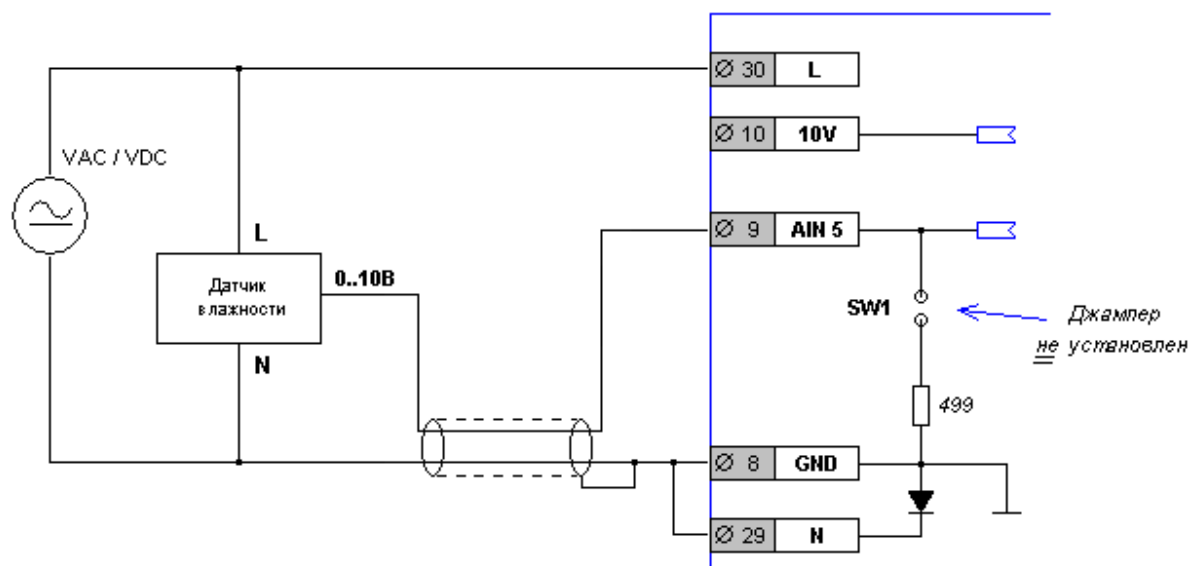 Ø 30 L
Ø 10 10V
VAC / VDC
Ø 9 AIN 5
L
0..10В
Датчик
влажности
SW1
Джампер
не установлен
N
499
Ø 8 GND
Ø 29 N